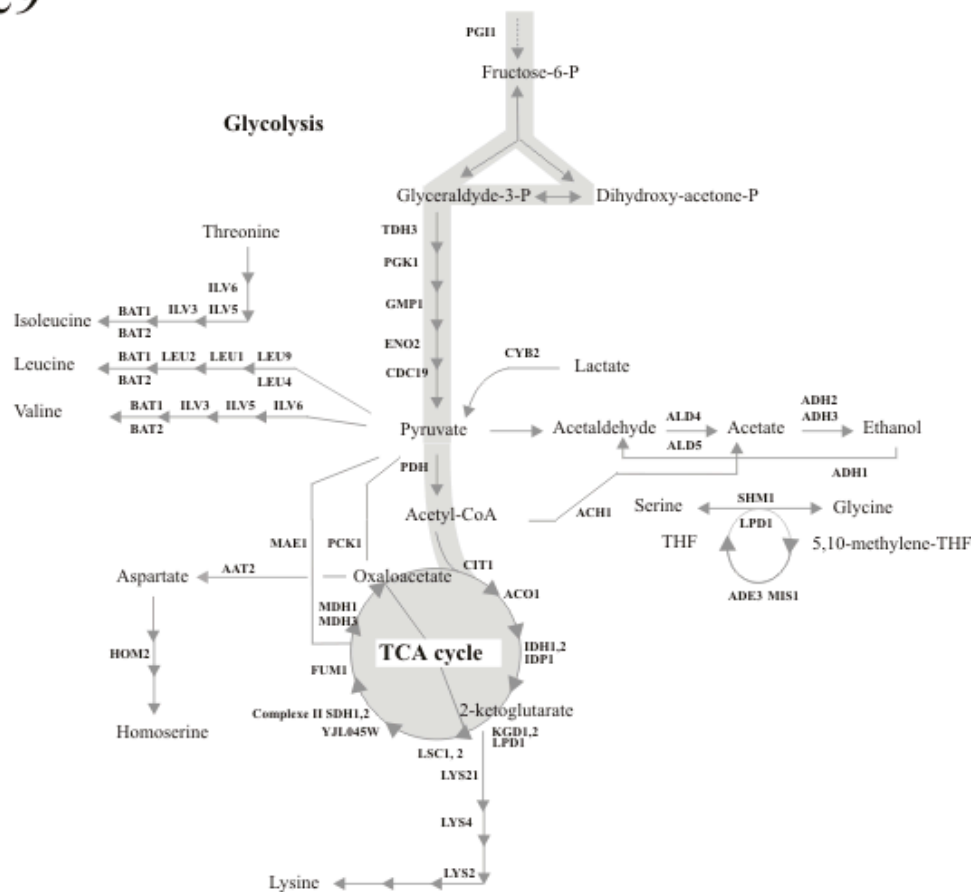 PGI1
Fructose-6-P
Glycolysis
Glyceraldyde-3-P
Dihydroxy-acetone-P
TDH3
Threonine
PGK1
ILV6
GMP1
BAT1 ILV3 ILV5
Isoleucine
BAT2
ENO2
CYB2
BAT1 LEU2 LEU1 LEU9
Leucine
CDC19
Lactate
BAT2
LEU4
BAT1 ILV3 ILV5 ILV6
Valine
BAT2
ADH2
ALD4
ADH3
Pyruvate
Acetaldehyde
Acetate
Ethanol
ALD5
PDH
ADH1
SHM1
Serine
Glycine
Acetyl-CoA
ACH1
LPD1
MAE1
PCK1
THF
5,10-methylene-THF
CIT1
AAT2
Aspartate
Oxaloacetate
ACO1
ADE3 MIS1
MDH1
MDH3
HOM2
TCA cycle
IDH1,2
IDP1
FUM1
2-ketoglutarate
Complexe II SDH1,2
YJL045W
Homoserine
KGD1,2
LPD1
LSC1, 2
LYS21
LYS4
LYS2
Lysine